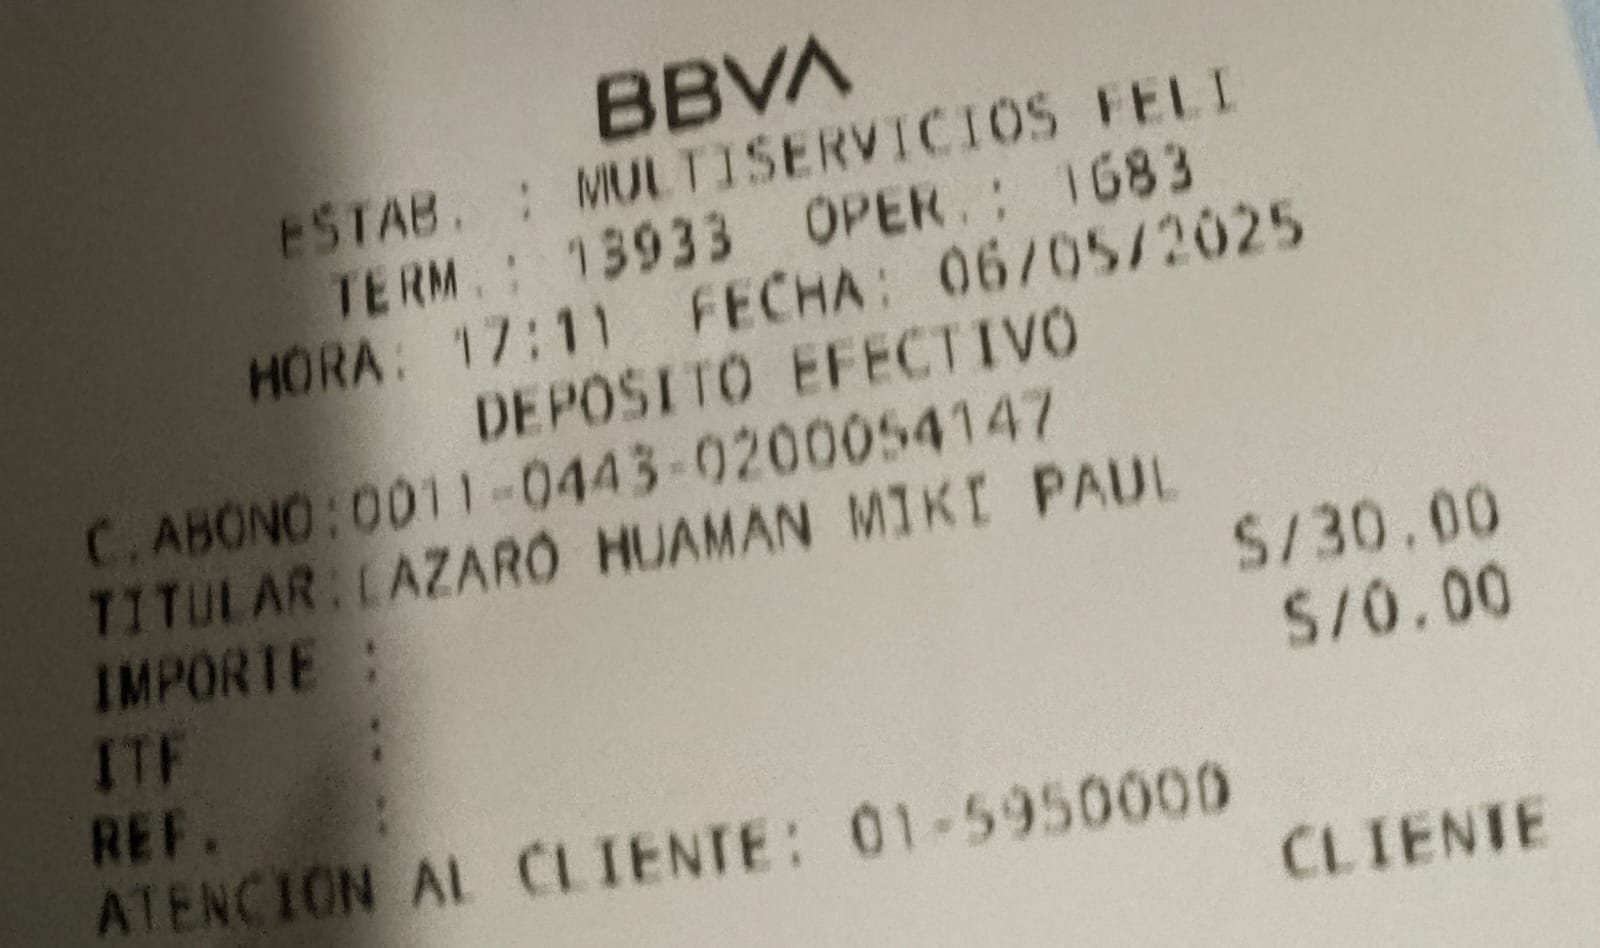 BBVA
ESTAB. : MULTISERVICIOS FELI
TERM.: 13933 OPER.: 1683
HORA: 17:11 FECHA: 06/05/2025
DEPOSITO EFECTIVO
C.ABONO:0011-0443-0200054147
TITULAR:LAZARO HUAMAN MIKI PAUL
IMPORTE : S/30.00
ITF : S/0.00
REF. :
ATENCION AL CLIENTE: 01-5950000
CLIENTE